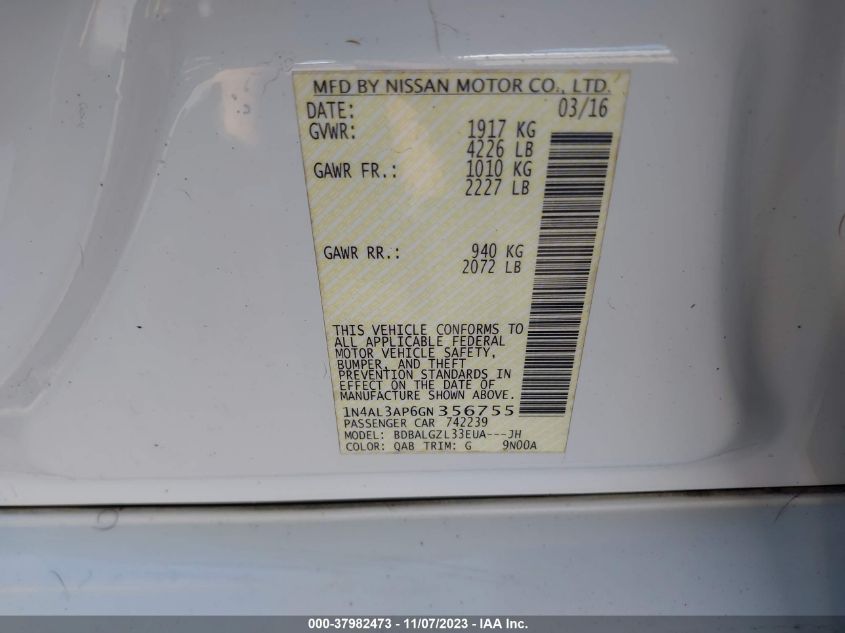 MFD BY NISSAN MOTOR CO., LTD.
DATE: 03/16
GVWR: 1917 KG
4226 LB
GAWR FR.: 1010 KG
2227 LB
GAWR RR.: 940 KG
2072 LB
THIS VEHICLE CONFORMS TO
ALL APPLICABLE FEDERAL
MOTOR VEHICLE SAFETY,
BUMPER, AND THEFT
PREVENTION STANDARDS IN
EFFECT ON THE DATE OF
MANUFACTURE SHOWN ABOVE.
1N4AL3AP6GN356755
PASSENGER CAR 742239
MODEL: BDBALGZL33EUA---JH
COLOR: QAB TRIM: G 9N00A
000-37982473 - 11/07/2023 - IAA Inc.